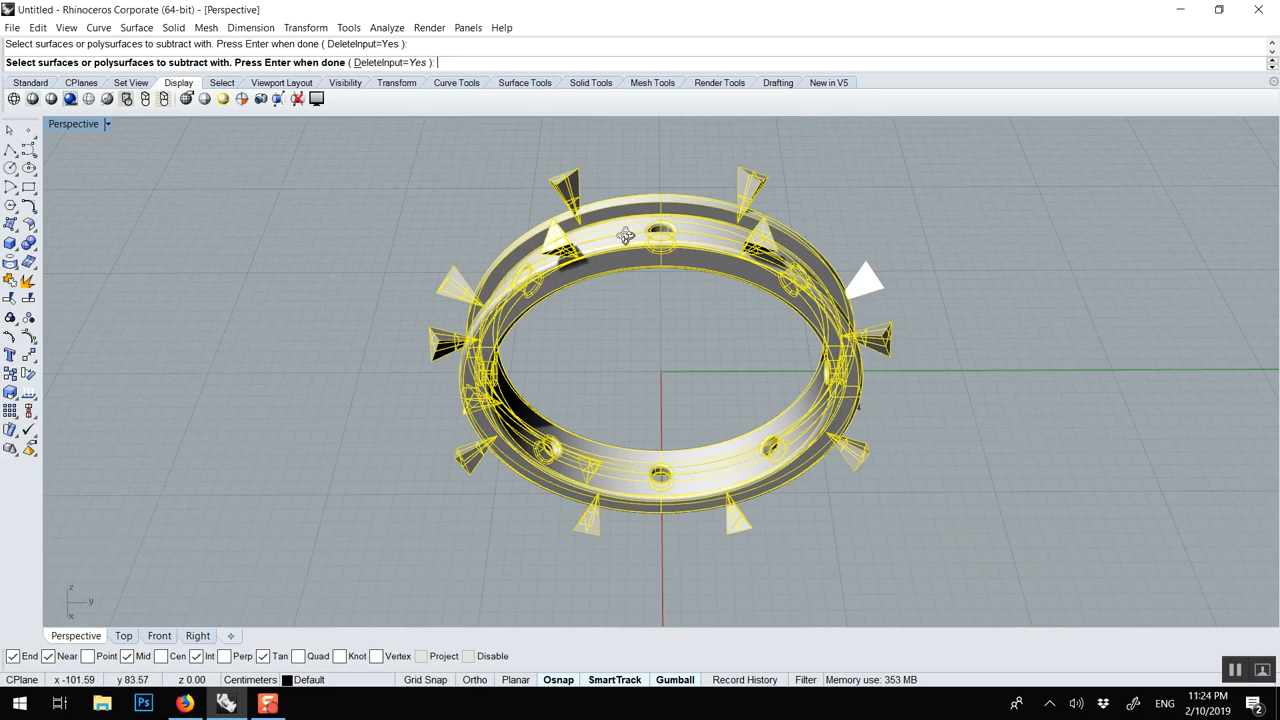 Untitled - Rhinoceros Corporate (64-bit) - [Perspective]
File Edit View Curve Surface Solid Mesh Dimension Transform Tools Analyze Render Panels Help
Select surfaces or polysurfaces to subtract with. Press Enter when done ( DeleteInput=Yes ):
Select surfaces or polysurfaces to subtract with. Press Enter when done ( DeleteInput=Yes ):
Standard CPlanes Set View Display Select Viewport Layout Visibility Transform Curve Tools Surface Tools Solid Tools Mesh Tools Render Tools Drafting New in V5
Perspective
z
y
x
Perspective Top Front Right
End Near Point Mid Cen Int Perp Tan Quad Knot Vertex Project Disable
CPlane x -101.59 y 83.57 z 0.00 Centimeters Default Grid Snap Ortho Planar Osnap SmartTrack Gumball Record History Filter Memory use: 353 MB
Ps ENG 11:24 PM
2/10/2019 2